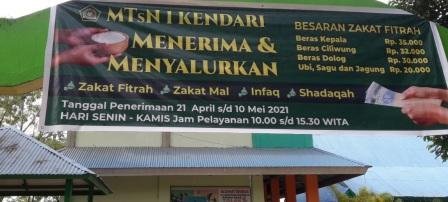 MTsN 1 KENDARI
MENERIMA &
MENYALURKAN
BESARAN ZAKAT FITRAH
Beras Kepala Rp. 35.000
Beras Ciliwung Rp. 32.000
Beras Dolog Rp. 30.000
Ubi, Sagu dan Jagung Rp. 20.000
Zakat Fitrah Zakat Mal Infaq Shadaqah
Tanggal Penerimaan 21 April s/d 10 Mei 2021
HARI SENIN - KAMIS Jam Pelayanan 10.00 s/d 15.30 WITA